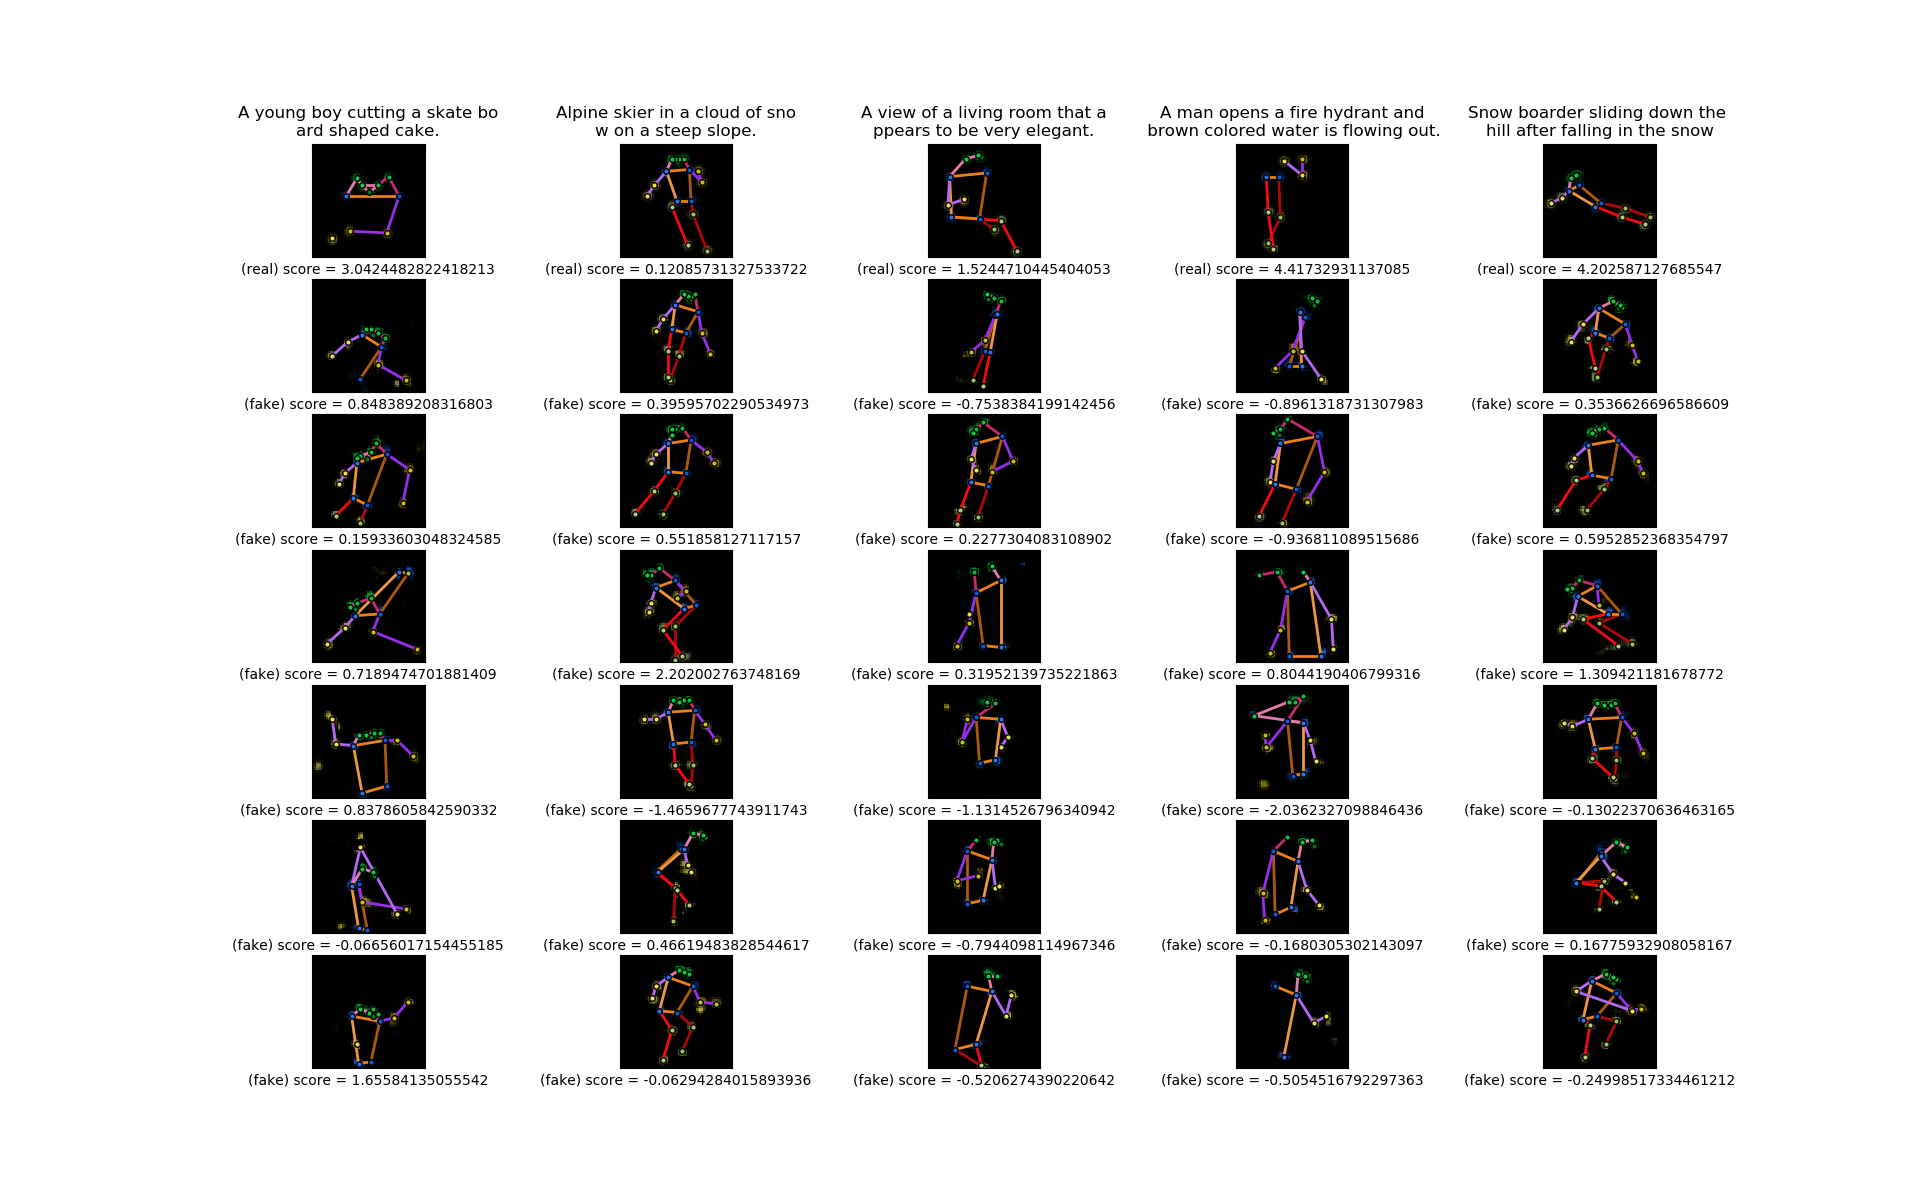 A young boy cutting a skate bo
ard shaped cake.
Alpine skier in a cloud of sno
w on a steep slope.
A view of a living room that a
ppears to be very elegant.
A man opens a fire hydrant and
brown colored water is flowing out.
Snow boarder sliding down the
hill after falling in the snow
(real) score = 3.0424482822418213
(real) score = 0.12085731327533722
(real) score = 1.5244710445404053
(real) score = 4.41732931137085
(real) score = 4.202587127685547
(fake) score = 0.848389208316803
(fake) score = 0.39595702290534973
(fake) score = -0.7538384199142456
(fake) score = -0.8961318731307983
(fake) score = 0.3536626696586609
(fake) score = 0.15933603048324585
(fake) score = 0.551858127117157
(fake) score = 0.2277304083108902
(fake) score = -0.936811089515686
(fake) score = 0.5952852368354797
(fake) score = 0.7189474701881409
(fake) score = 2.202002763748169
(fake) score = 0.31952139735221863
(fake) score = 0.8044190406799316
(fake) score = 1.309421181678772
(fake) score = 0.8378605842590332
(fake) score = -1.4659677743911743
(fake) score = -1.1314526796340942
(fake) score = -2.0362327098846436
(fake) score = -0.13022370636463165
(fake) score = -0.06656017154455185
(fake) score = 0.46619483828544617
(fake) score = -0.7944098114967346
(fake) score = -0.1680305302143097
(fake) score = 0.16775932908058167
(fake) score = 1.65584135055542
(fake) score = -0.06294284015893936
(fake) score = -0.5206274390220642
(fake) score = -0.5054516792297363
(fake) score = -0.24998517334461212